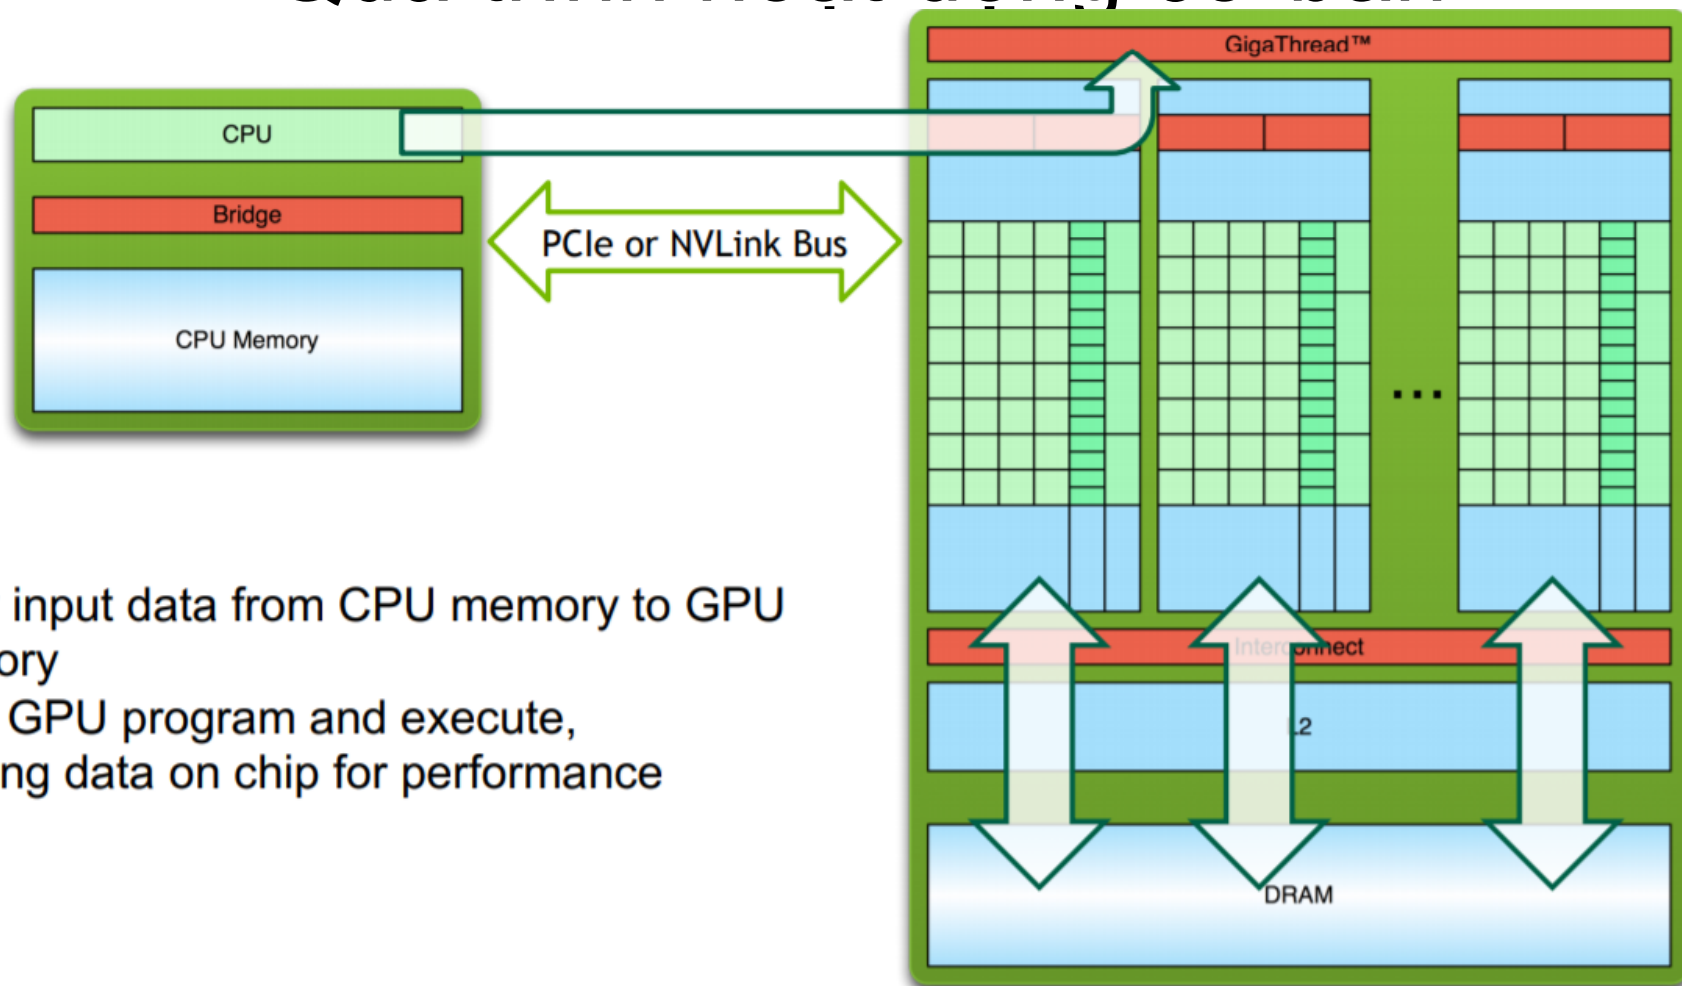 GigaThread™
CPU
Bridge
PCIe or NVLink Bus
CPU Memory
...
input data from CPU memory to GPU
ory
GPU program and execute,
ng data on chip for performance
Interconnect
L2
DRAM